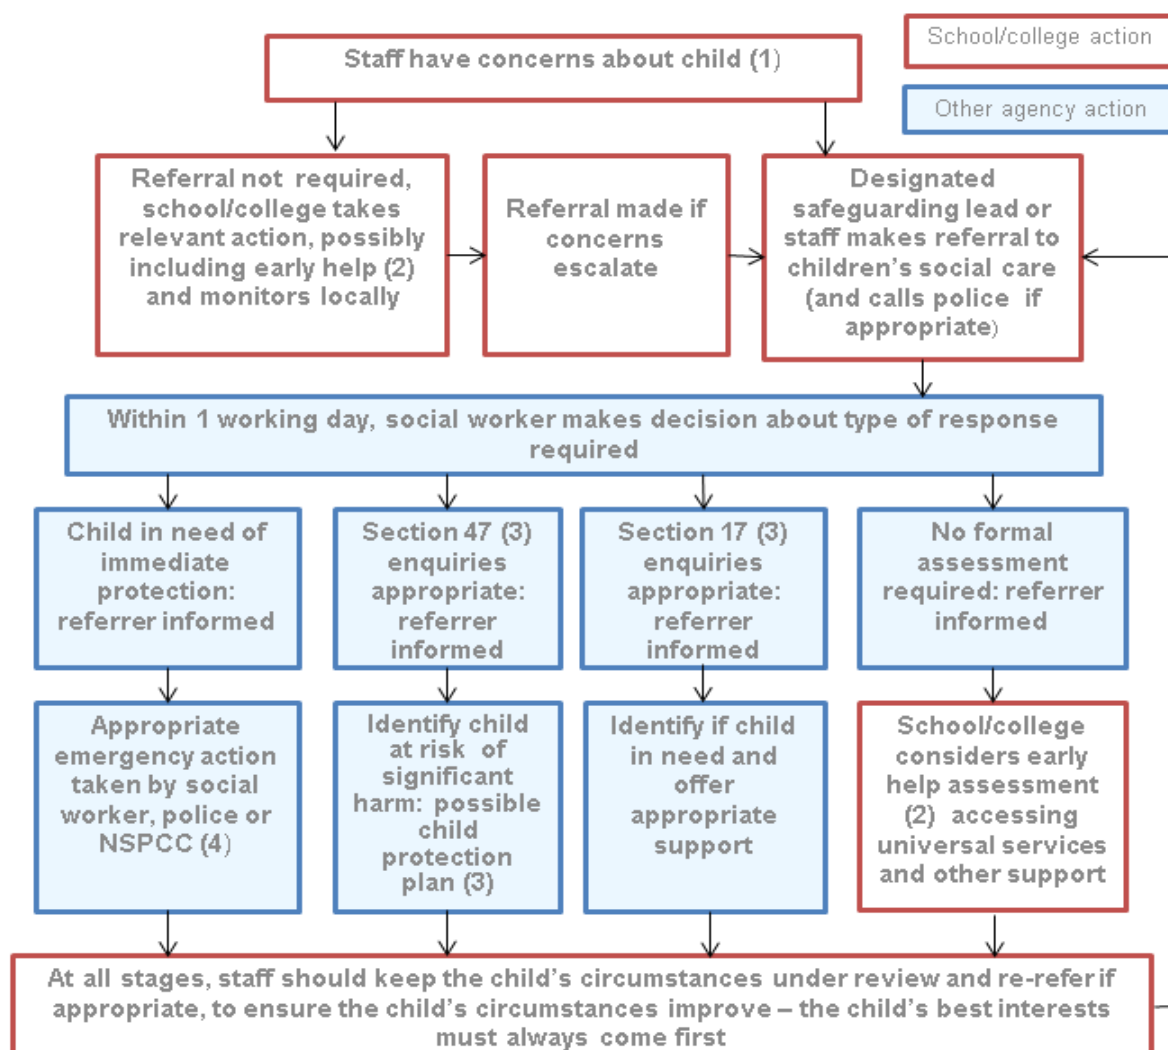 School/college action
Staff have concerns about child (1)
Other agency action
Referral not required,
school/college takes
relevant action, possibly
including early help (2)
and monitors locally
Referral made if
concerns
escalate
Designated
safeguarding lead or
staff makes referral to
children's social care
(and calls police if
appropriate)
Within 1 working day, social worker makes decision about type of response
required
Child in need of
immediate
protection:
referrer informed
Section 47 (3)
enquiries
appropriate:
referrer
informed
Section 17 (3)
enquiries
appropriate:
referrer
informed
No formal
assessment
required: referrer
informed
Appropriate
emergency action
taken by social
worker, police or
NSPCC (4)
Identify child
at risk of
significant
harm: possible
child
protection
plan (3)
Identify if child
in need and
offer
appropriate
support
School/college
considers early
help assessment
(2) accessing
universal services
and other support
At all stages, staff should keep the child's circumstances under review and re-refer if
appropriate, to ensure the child's circumstances improve – the child's best interests
must always come first